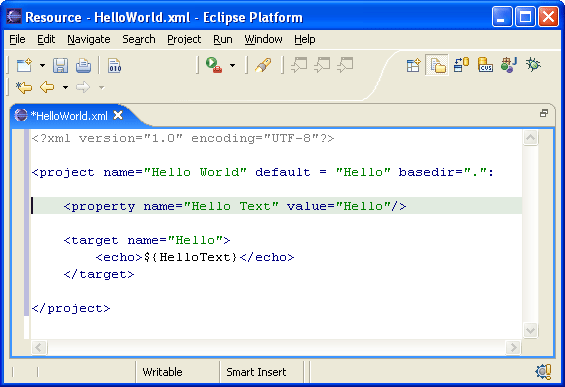 Resource - HelloWorld.xml - Eclipse Platform
File Edit Navigate Search Project Run Window Help
010
CVS
*HelloWorld.xml
<?xml version="1.0" encoding="UTF-8"?>
<project name="Hello World" default = "Hello" basedir=".":
<property name="Hello Text" value="Hello"/>
<target name="Hello">
<echo>${HelloText}</echo>
</target>
</project>
Writable Smart Insert